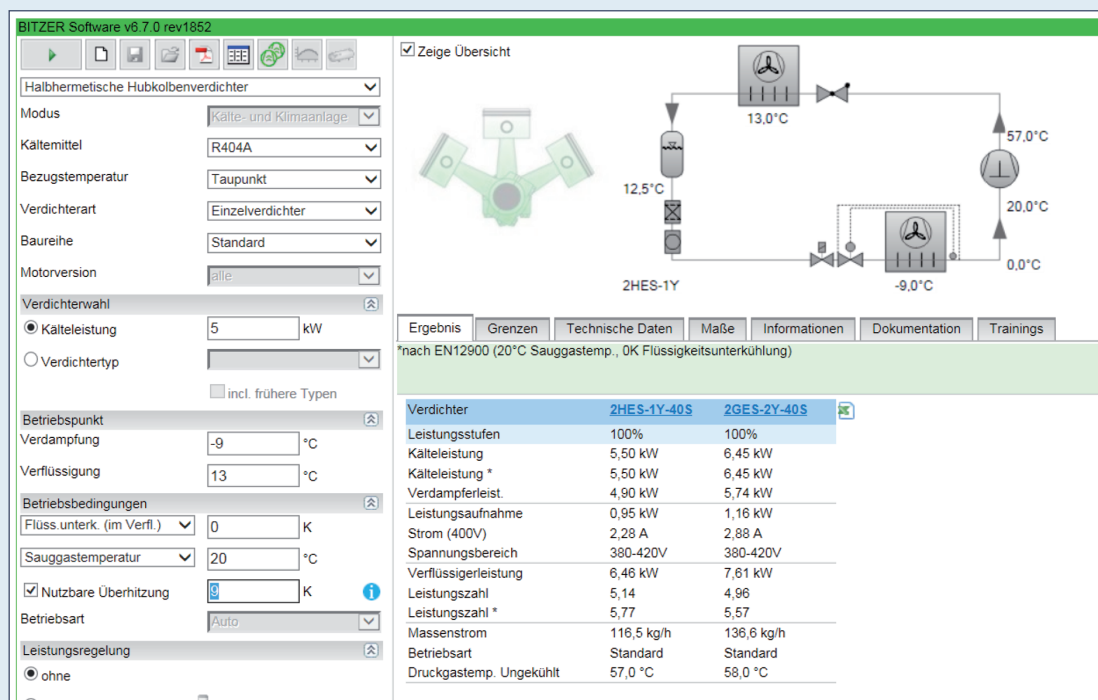 BITZER Software v6.7.0 rev1852
Halbhermetische Hubkolbenverdichter
Modus Kälte- und Klimaanlage
Kältemittel R404A
Bezugstemperatur Taupunkt
Verdichterart Einzelverdichter
Baureihe Standard
Motorversion alle
Verdichterwahl
Kälteleistung 5 kW
Verdichtertyp
incl. frühere Typen
Betriebspunkt
Verdampfung -9 °C
Verflüssigung 13 °C
Betriebsbedingungen
Flüss.unterk. (im Verfl.) 0 K
Sauggastemperatur 20 °C
Nutzbare Überhitzung 9 K
Betriebsart Auto
Leistungsregelung
ohne
Zeige Übersicht
13,0°C
57,0°C
12,5°C
20,0°C
0,0°C
2HES-1Y
-9,0°C
Ergebnis Grenzen Technische Daten Maße Informationen Dokumentation Trainings
*nach EN12900 (20°C Sauggastemp., 0K Flüssigkeitsunterkühlung)
Verdichter 2HES-1Y-40S 2GES-2Y-40S
Leistungsstufen 100% 100%
Kälteleistung 5,50 kW 6,45 kW
Kälteleistung * 5,50 kW 6,45 kW
Verdampferleist. 4,90 kW 5,74 kW
Leistungsaufnahme 0,95 kW 1,16 kW
Strom (400V) 2,28 A 2,88 A
Spannungsbereich 380-420V 380-420V
Verflüssigerleistung 6,46 kW 7,61 kW
Leistungszahl 5,14 4,96
Leistungszahl * 5,77 5,57
Massenstrom 116,5 kg/h 136,6 kg/h
Betriebsart Standard Standard
Druckgastemp. Ungekühlt 57,0 °C 58,0 °C